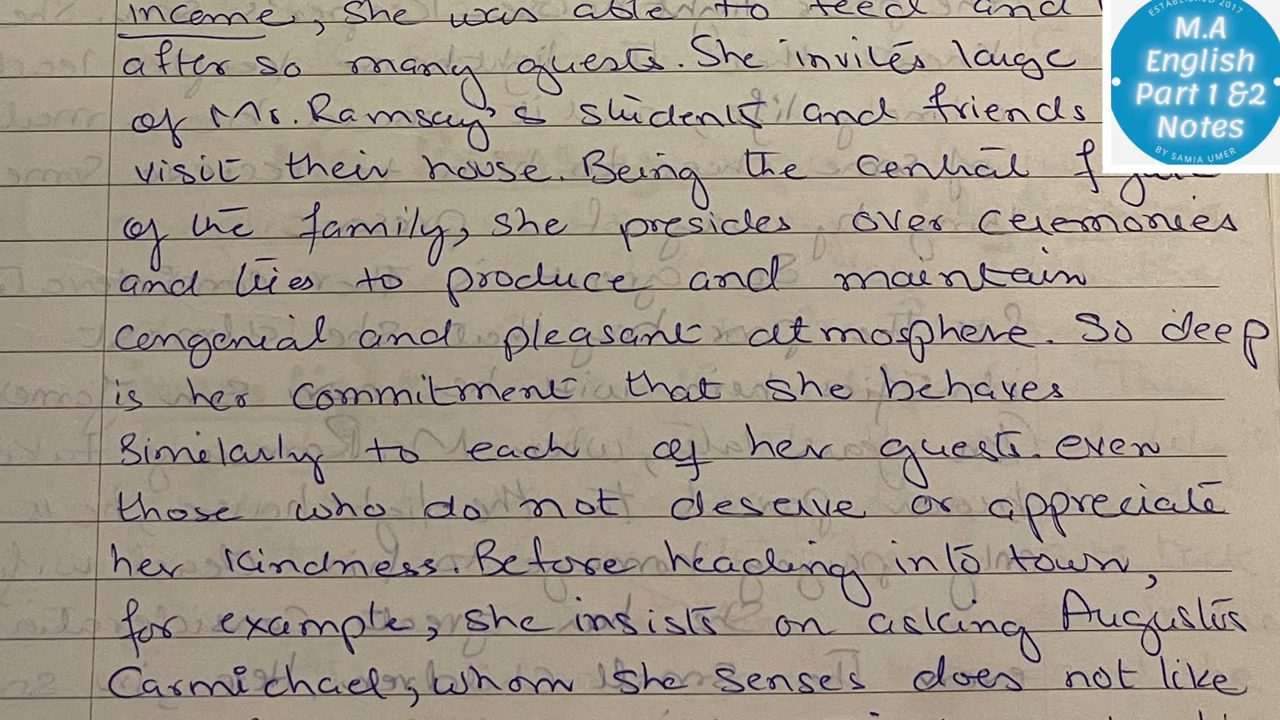 income, she was able to feed and
after so many guests. She invites large
of Mr. Ramsay's students and friends
visit their house. Being the central figure
of the family, she presides over ceremonies
and tries to produce and maintain
congenial and pleasant atmosphere. So deep
is her commitment that she behaves
similarly to each of her guests. even
those who do not deserve or appreciate
her kindness. Before heading into town,
for example, she insists on asking Augustus
Carmichael, whom she senses does not like
ESTABLISHED 2017
M.A
English
Part 1 &2
Notes
BY SAMIA UMER